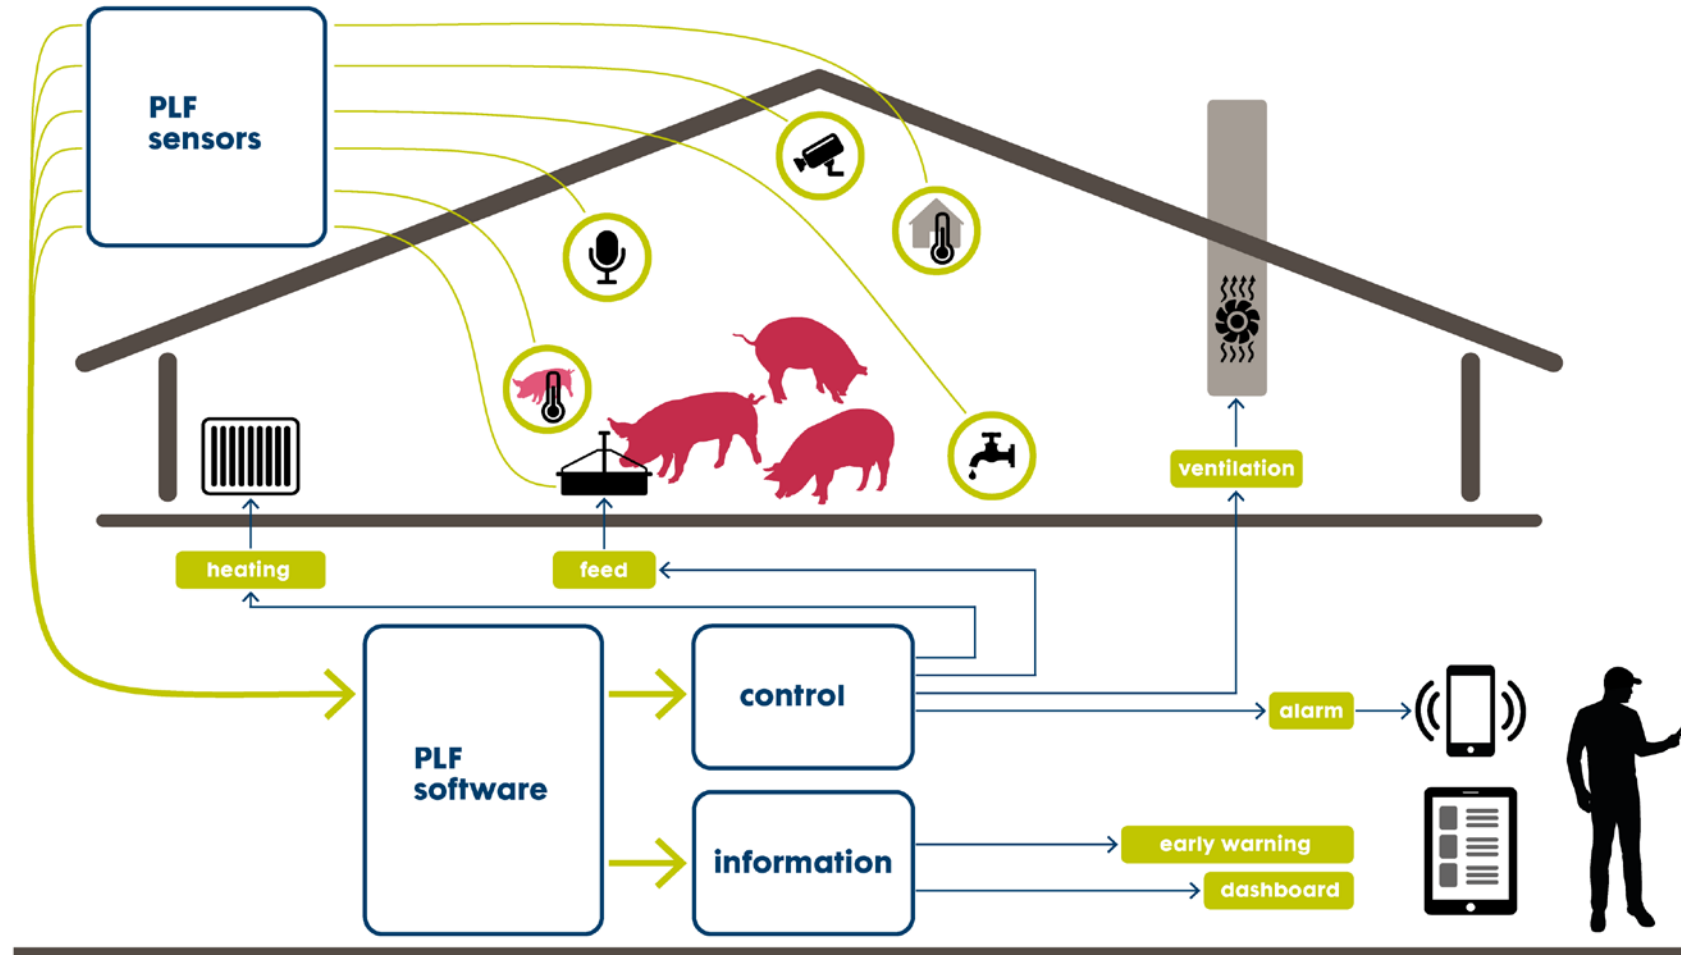 PLF
sensors
ventilation
heating
feed
control
alarm
PLF
software
information
early warning
dashboard